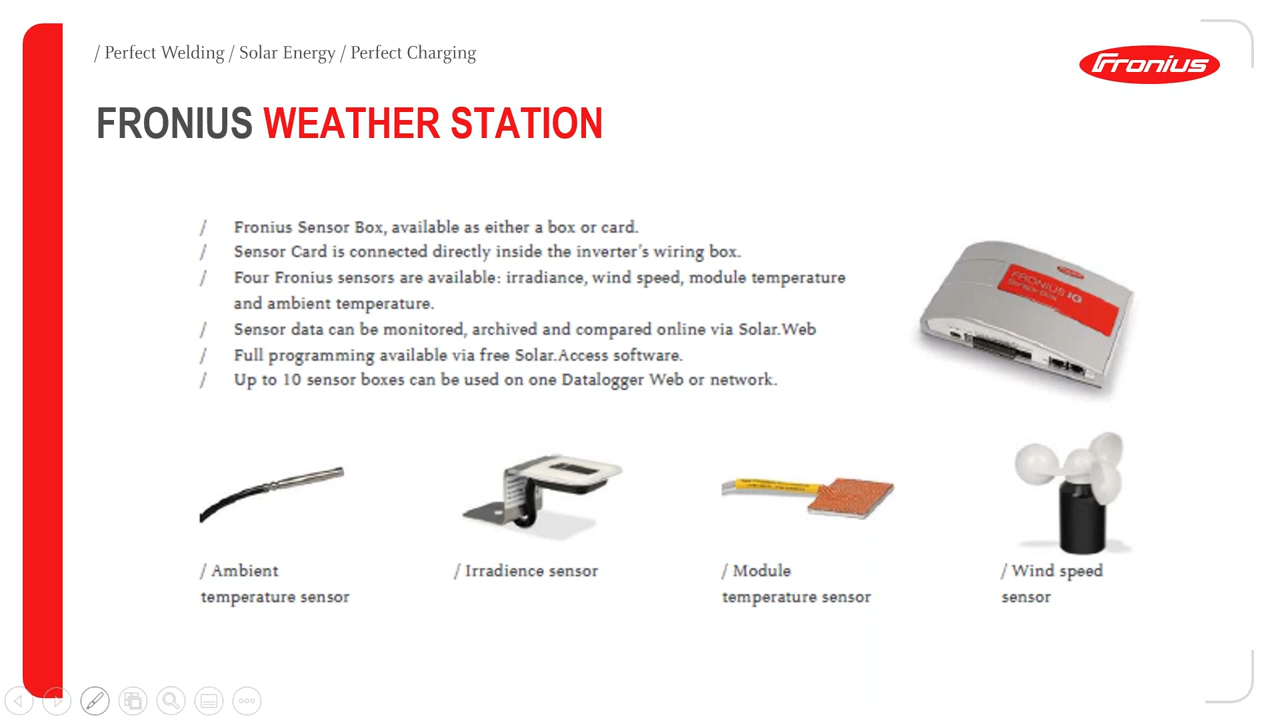 / Perfect Welding / Solar Energy / Perfect Charging
Fronius
FRONIUS WEATHER STATION
/ Fronius Sensor Box, available as either a box or card.
/ Sensor Card is connected directly inside the inverter's wiring box.
/ Four Fronius sensors are available: irradiance, wind speed, module temperature
and ambient temperature.
/ Sensor data can be monitored, archived and compared online via Solar.Web
/ Full programming available via free Solar.Access software.
/ Up to 10 sensor boxes can be used on one Datalogger Web or network.
FRONIUS IG
Sensor Box
/ Ambient
temperature sensor
/ Irradience sensor
/ Module
temperature sensor
/ Wind speed
sensor